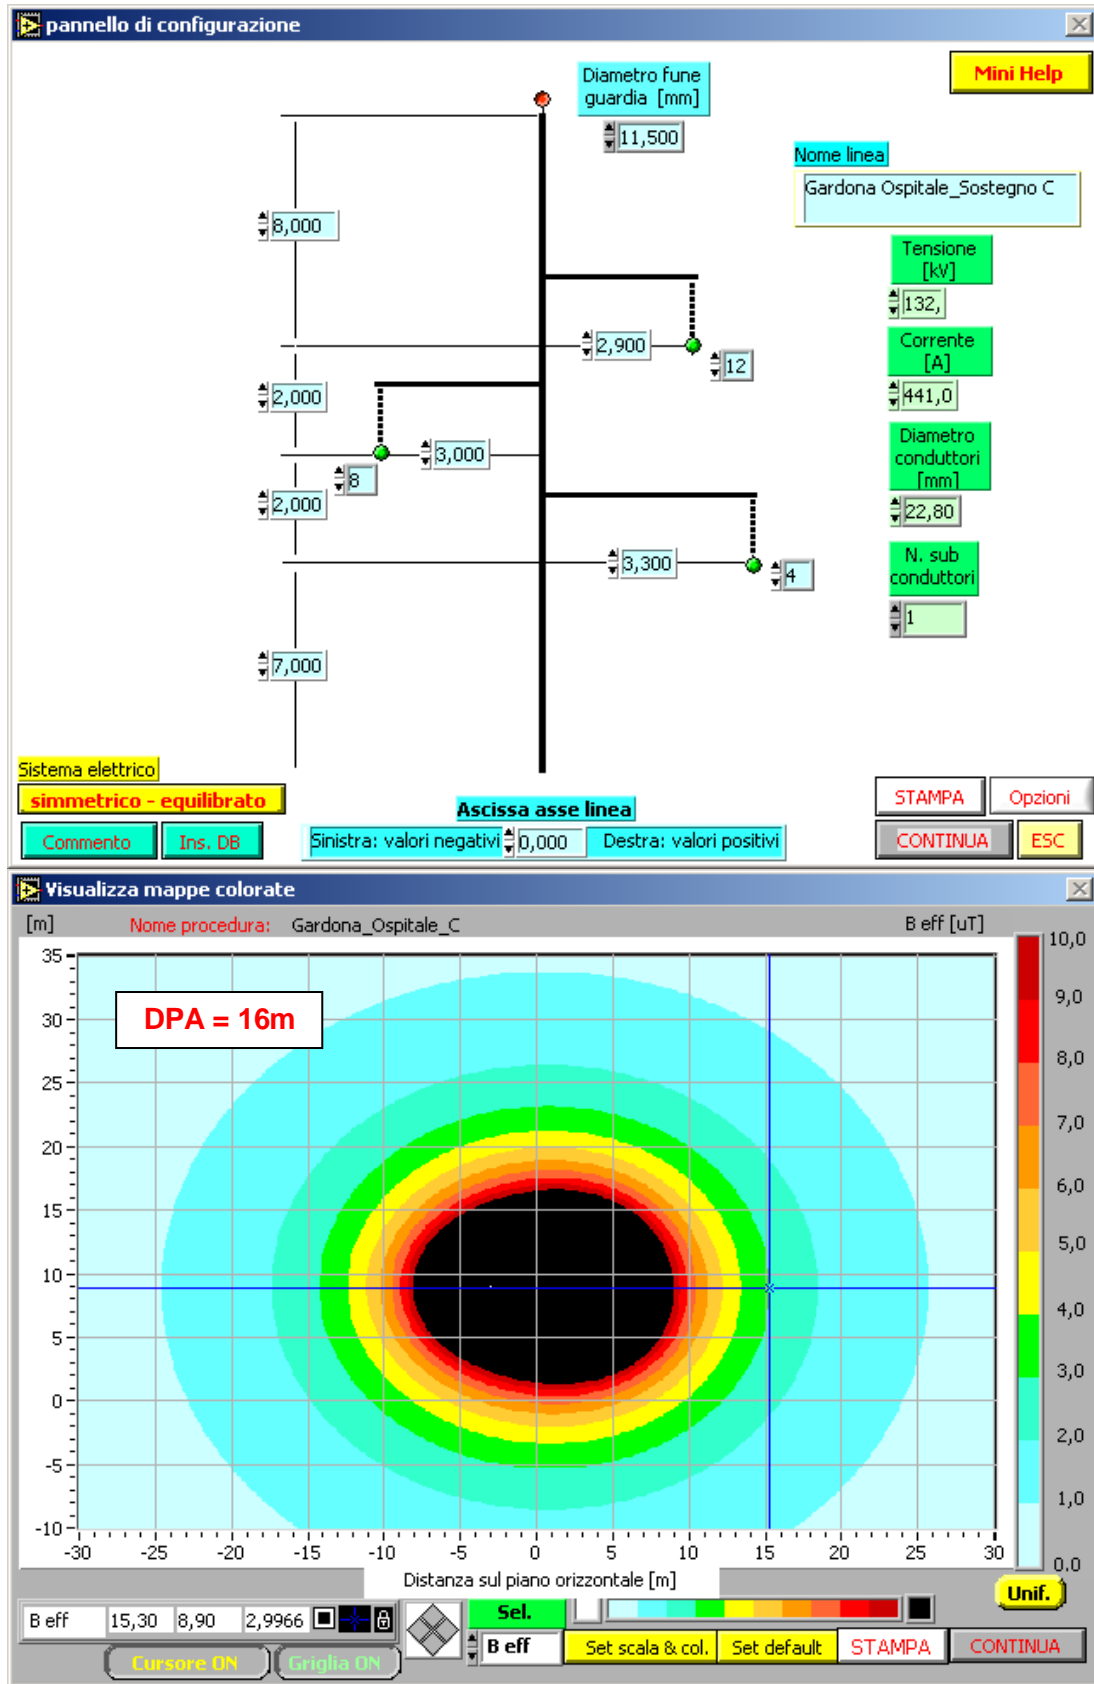 pannello di configurazione
Mini Help
Diametro fune
guardia [mm]
11,500
Nome linea
Gardona Ospitale_Sostegno C
8,000
Tensione
[kV]
132,
2,900
12
Corrente
[A]
441,0
2,000
3,000
8
Diametro
conduttori
[mm]
22,80
2,000
3,300
4
N. sub
conduttori
1
7,000
Sistema elettrico
simmetrico - equilibrato
Ascissa asse linea
STAMPA
Opzioni
Commento
Ins. DB
Sinistra: valori negativi
0,000
Destra: valori positivi
CONTINUA
ESC
Visualizza mappe colorate
[m]
Nome procedura:
Gardona_Ospitale_C
B eff [uT]
DPA = 16m
35
30
25
20
15
10
5
0
-5
-10
10,0
9,0
8,0
7,0
6,0
5,0
4,0
3,0
2,0
1,0
0.0
-30 -25 -20 -15 -10 -5 0 5 10 15 20 25 30
Distanza sul piano orizzontale [m]
Unif.
B eff
15,30
8,90
2,9966
Sel.
B eff
Set scala & col.
Set default
STAMPA
CONTINUA
Cursore ON
Griglia ON